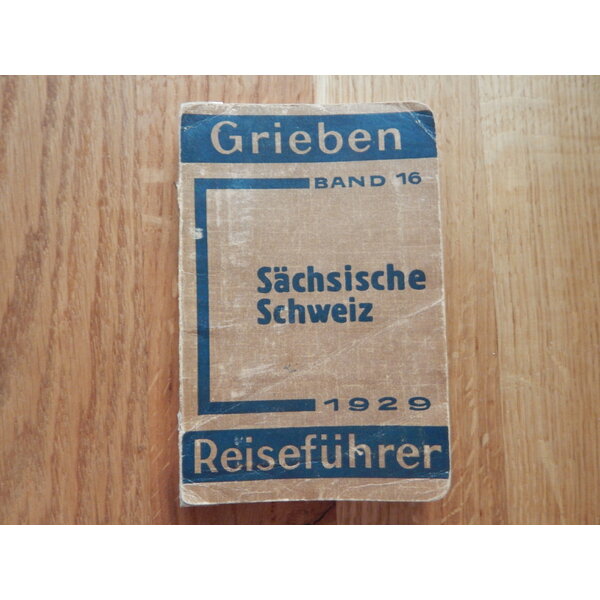 Grieben
BAND 16
Sächsische
Schweiz
1929
Reiseführer